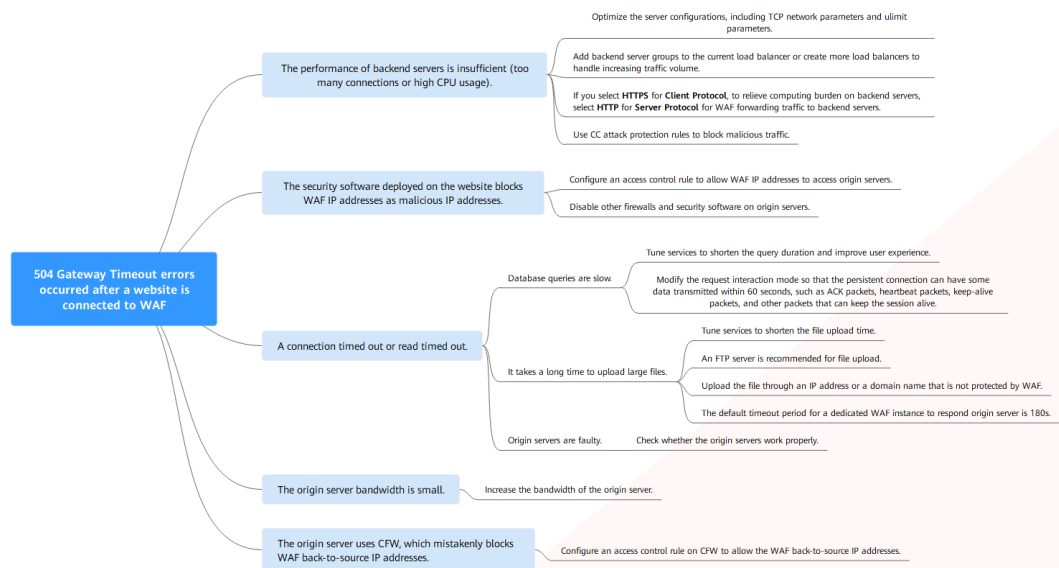 504 Gateway Timeout errors
occurred after a website is
connected to WAF
The performance of backend servers is insufficient (too
many connections or high CPU usage).
Optimize the server configurations, including TCP network parameters and ulimit
parameters.
Add backend server groups to the current load balancer or create more load balancers to
handle increasing traffic volume.
If you select HTTPS for Client Protocol, to relieve computing burden on backend servers,
select HTTP for Server Protocol for WAF forwarding traffic to backend servers.
Use CC attack protection rules to block malicious traffic.
The security software deployed on the website blocks
WAF IP addresses as malicious IP addresses.
Configure an access control rule to allow WAF IP addresses to access origin servers.
Disable other firewalls and security software on origin servers.
A connection timed out or read timed out.
Database queries are slow.
Tune services to shorten the query duration and improve user experience.
Modify the request interaction mode so that the persistent connection can have some
data transmitted within 60 seconds, such as ACK packets, heartbeat packets, keep-alive
packets, and other packets that can keep the session alive.
It takes a long time to upload large files.
Tune services to shorten the file upload time.
An FTP server is recommended for file upload.
Upload the file through an IP address or a domain name that is not protected by WAF.
The default timeout period for a dedicated WAF instance to respond origin server is 180s.
Origin servers are faulty.
Check whether the origin servers work properly.
The origin server bandwidth is small.
Increase the bandwidth of the origin server.
The origin server uses CFW, which mistakenly blocks
WAF back-to-source IP addresses.
Configure an access control rule on CFW to allow the WAF back-to-source IP addresses.